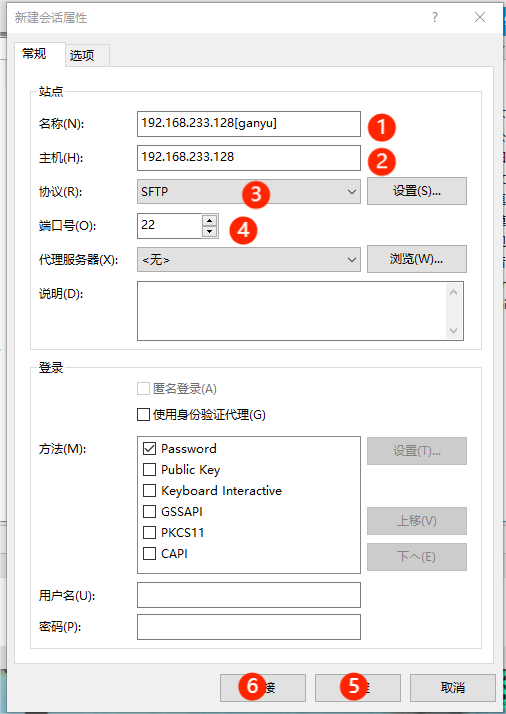 新建会话属性
常规 选项
站点
名称(N): 192.168.233.128[ganyu] 1
主机(H): 192.168.233.128 2
协议(R): SFTP 3 设置(S)...
端口号(O): 22 4
代理服务器(X): <无> 浏览(W)...
说明(D):
登录
匿名登录(A)
使用身份验证代理(G)
方法(M): Password 设置(T)...
Public Key
Keyboard Interactive
GSSAPI
PKCS11 上移(V)
CAPI 下へ(E)
用户名(U):
密码(P):
6 接 5 取消